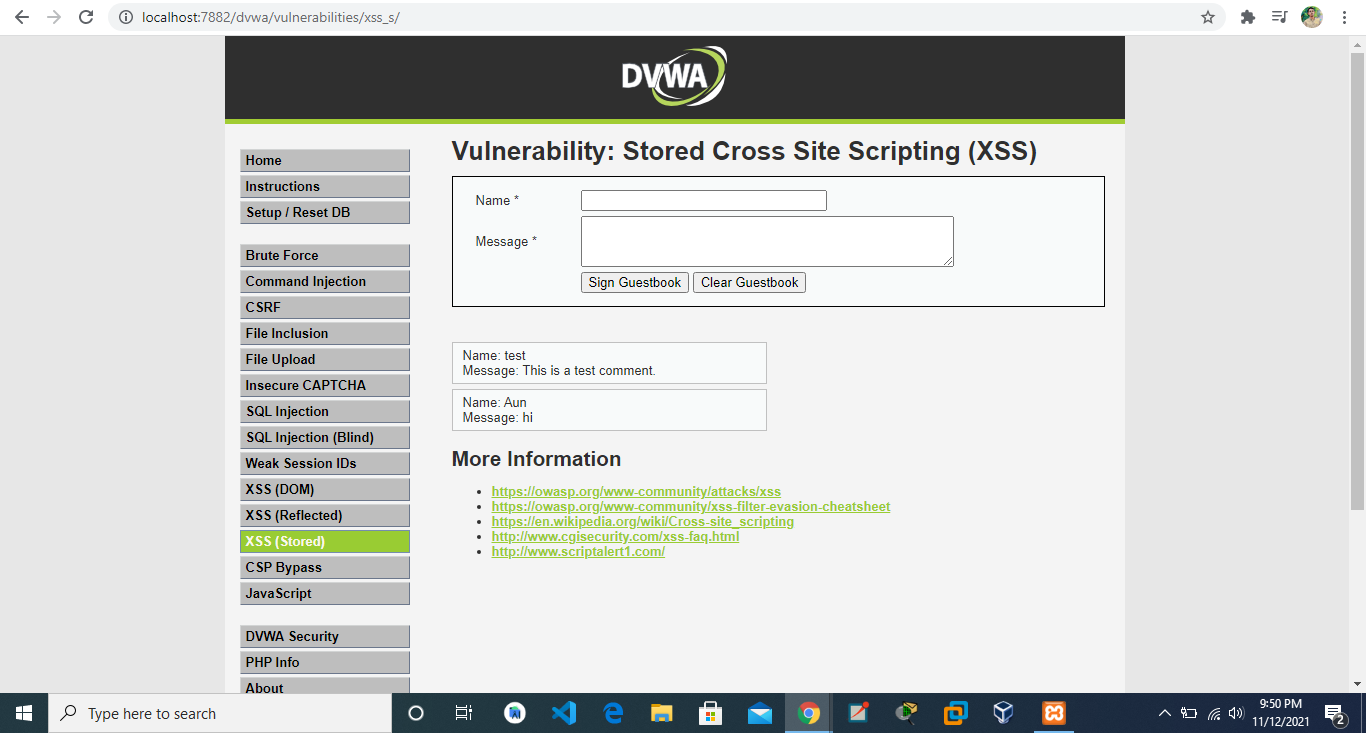 localhost:7882/dvwa/vulnerabilities/xss_s/
DVWA
Home
Instructions
Setup / Reset DB
Brute Force
Command Injection
CSRF
File Inclusion
File Upload
Insecure CAPTCHA
SQL Injection
SQL Injection (Blind)
Weak Session IDs
XSS (DOM)
XSS (Reflected)
XSS (Stored)
CSP Bypass
JavaScript
DVWA Security
PHP Info
About
Vulnerability: Stored Cross Site Scripting (XSS)
Name *
Message *
Sign Guestbook Clear Guestbook
Name: test
Message: This is a test comment.
Name: Aun
Message: hi
More Information
https://owasp.org/www-community/attacks/xss
https://owasp.org/www-community/xss-filter-evasion-cheatsheet
https://en.wikipedia.org/wiki/Cross-site_scripting
http://www.cgisecurity.com/xss-faq.html
http://www.scriptalert1.com/
Type here to search
9:50 PM
11/12/2021
2